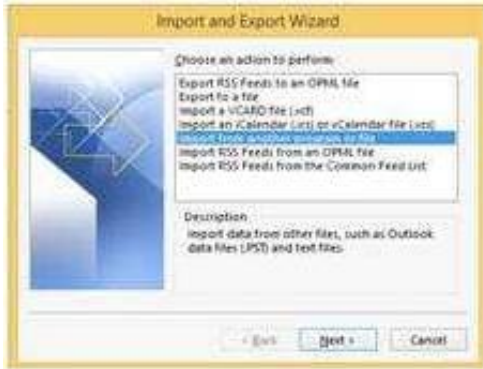 Import and Export Wizard
Choose an action to perform:
Export RSS Feeds to an OPML file
Export to a file
Import a VCARD file (.vcf)
Import an iCalendar (.ics) or vCalendar file (.vcs)
Import from another program or file
Import RSS Feeds from an OPML file
Import RSS Feeds from the Common Feed List
Description
Import data from other files, such as Outlook
data files (.PST) and text files.
< Back
Next >
Cancel